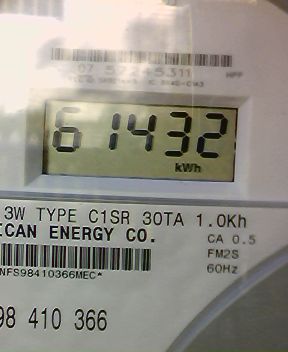 61432
kWh
3W TYPE C1SR 30TA 1.0Kh
ICAN ENERGY CO.
CA 0.5
FM2S
60Hz
NFS98410366MEC*
98 410 366